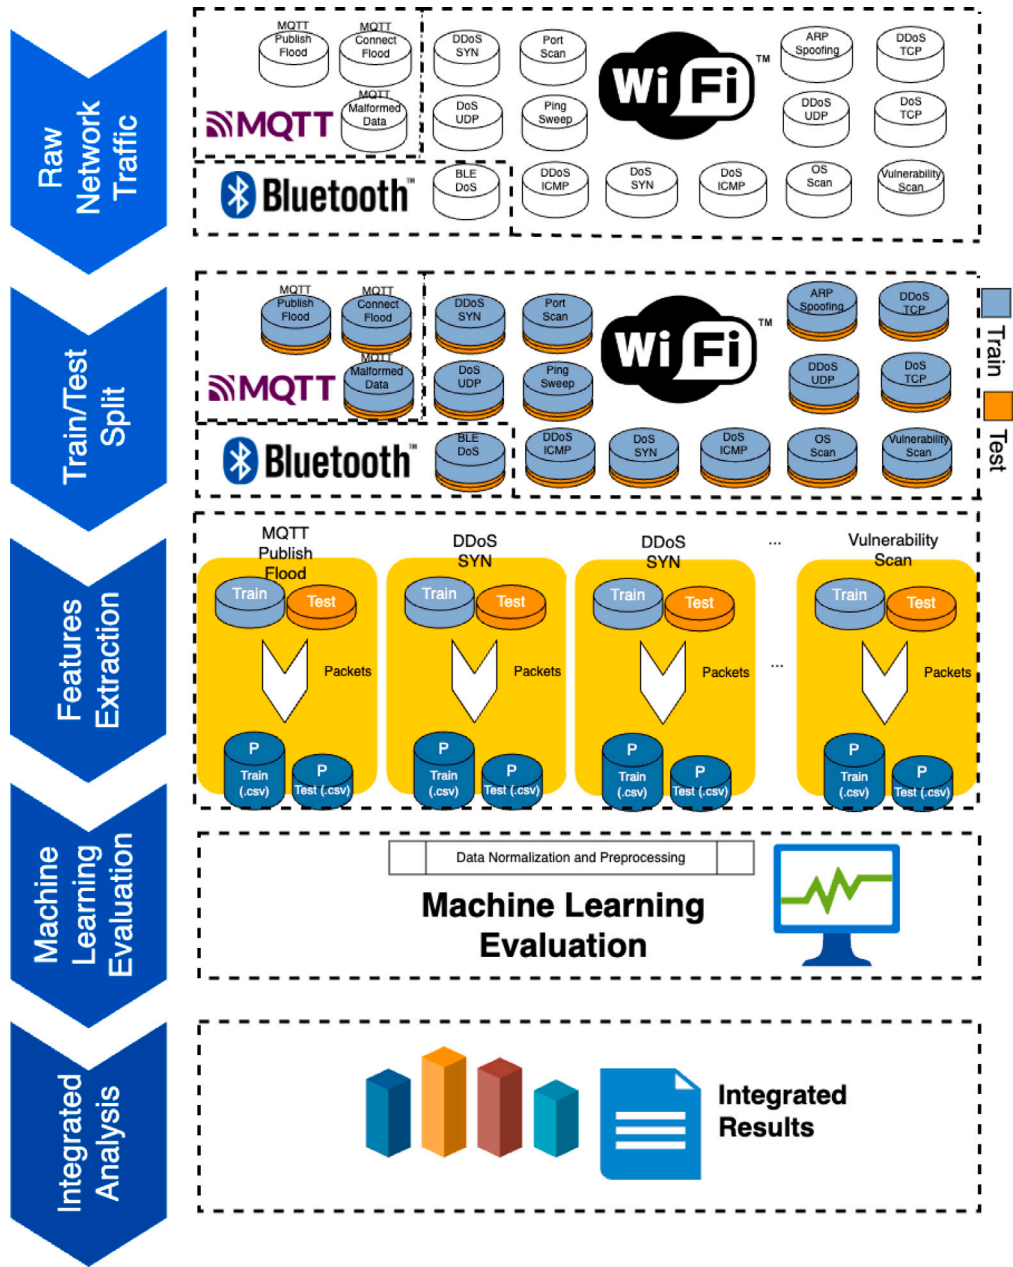 Raw
Network
Traffic
MQTT
Publish
Flood
MQTT
Connect
Flood
MQTT
Malformed
Data
MQTT
DDoS
SYN
Port
Scan
DoS
UDP
Ping
Sweep
WiFi™
ARP
Spoofing
DDoS
TCP
DDoS
UDP
DoS
TCP
Bluetooth™
BLE
DoS
DDoS
ICMP
DoS
SYN
DoS
ICMP
OS
Scan
Vulnerability
Scan
Train/Test
Split
MQTT
Publish
Flood
MQTT
Connect
Flood
MQTT
Malformed
Data
MQTT
DDoS
SYN
Port
Scan
DoS
UDP
Ping
Sweep
WiFi™
ARP
Spoofing
DDoS
TCP
DDoS
UDP
DoS
TCP
Bluetooth™
BLE
DoS
DDoS
ICMP
DoS
SYN
DoS
ICMP
OS
Scan
Vulnerability
Scan
Train
Test
Features
Extraction
MQTT
Publish
Flood
Train
Test
Packets
P
Train
(.csv)
P
Test (.csv)
DDoS
SYN
Train
Test
Packets
P
Train
(.csv)
P
Test (.csv)
DDoS
SYN
Train
Test
Packets
P
Train
(.csv)
P
Test (.csv)
...
...
Vulnerability
Scan
Train
Test
Packets
P
Train
(.csv)
P
Test (.csv)
Machine
Learning
Evaluation
Data Normalization and Preprocessing
Machine Learning
Evaluation
Integrated
Analysis
Integrated
Results